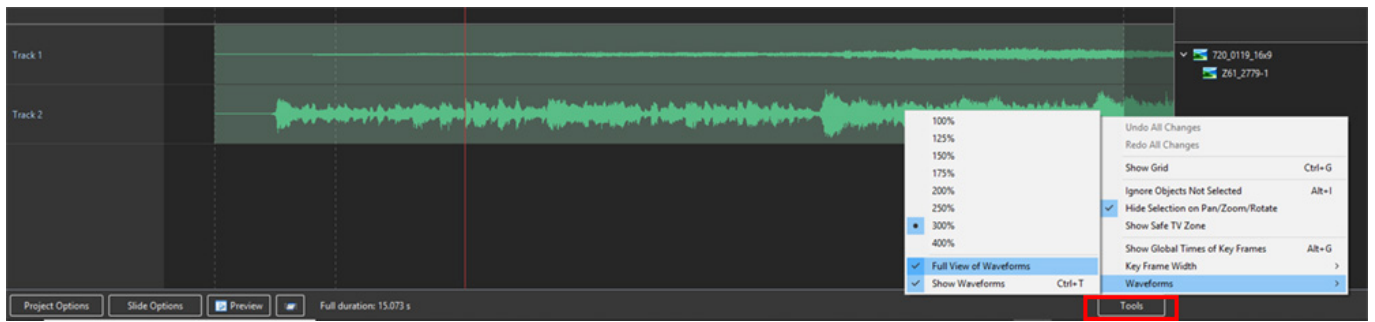 Track 1
720_0119_16x9
Z61_2779-1
Track 2
100%
125%
150%
175%
200%
250%
300%
400%
Full View of Waveforms
Show Waveforms Ctrl+T
Undo All Changes
Redo All Changes
Show Grid Ctrl+G
Ignore Objects Not Selected Alt+I
Hide Selection on Pan/Zoom/Rotate
Show Safe TV Zone
Show Global Times of Key Frames Alt+G
Key Frame Width
Waveforms
Project Options Slide Options Preview Full duration: 15.073 s Tools